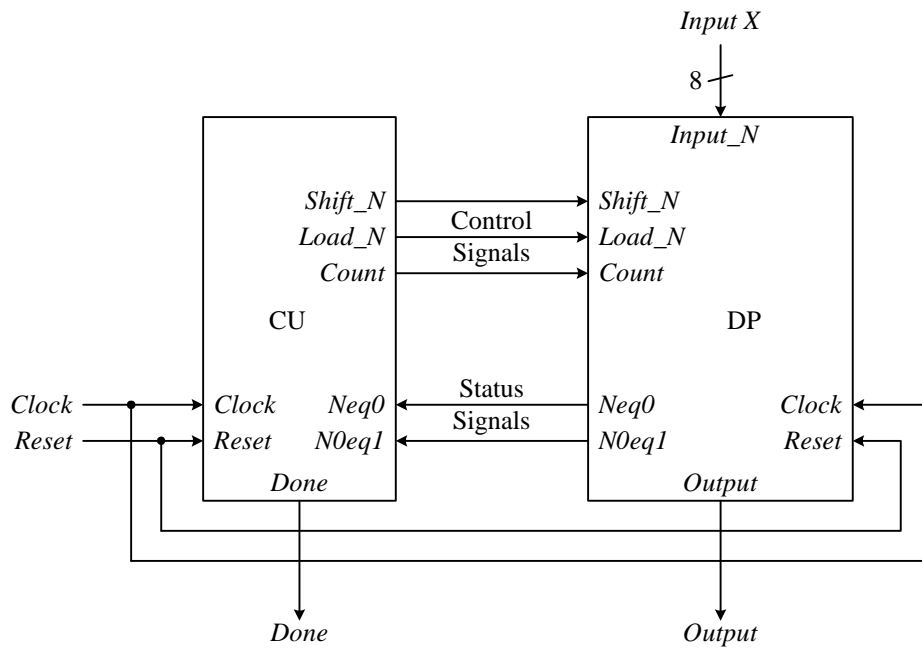 Input X
8
Input_N
Shift_N
Shift_N
Control
Load_N
Load_N
Signals
Count
Count
CU
DP
Status
Clock
Clock
Neq0
Neq0
Clock
Signals
Reset
Reset
N0eq1
N0eq1
Reset
Done
Output
Done
Output